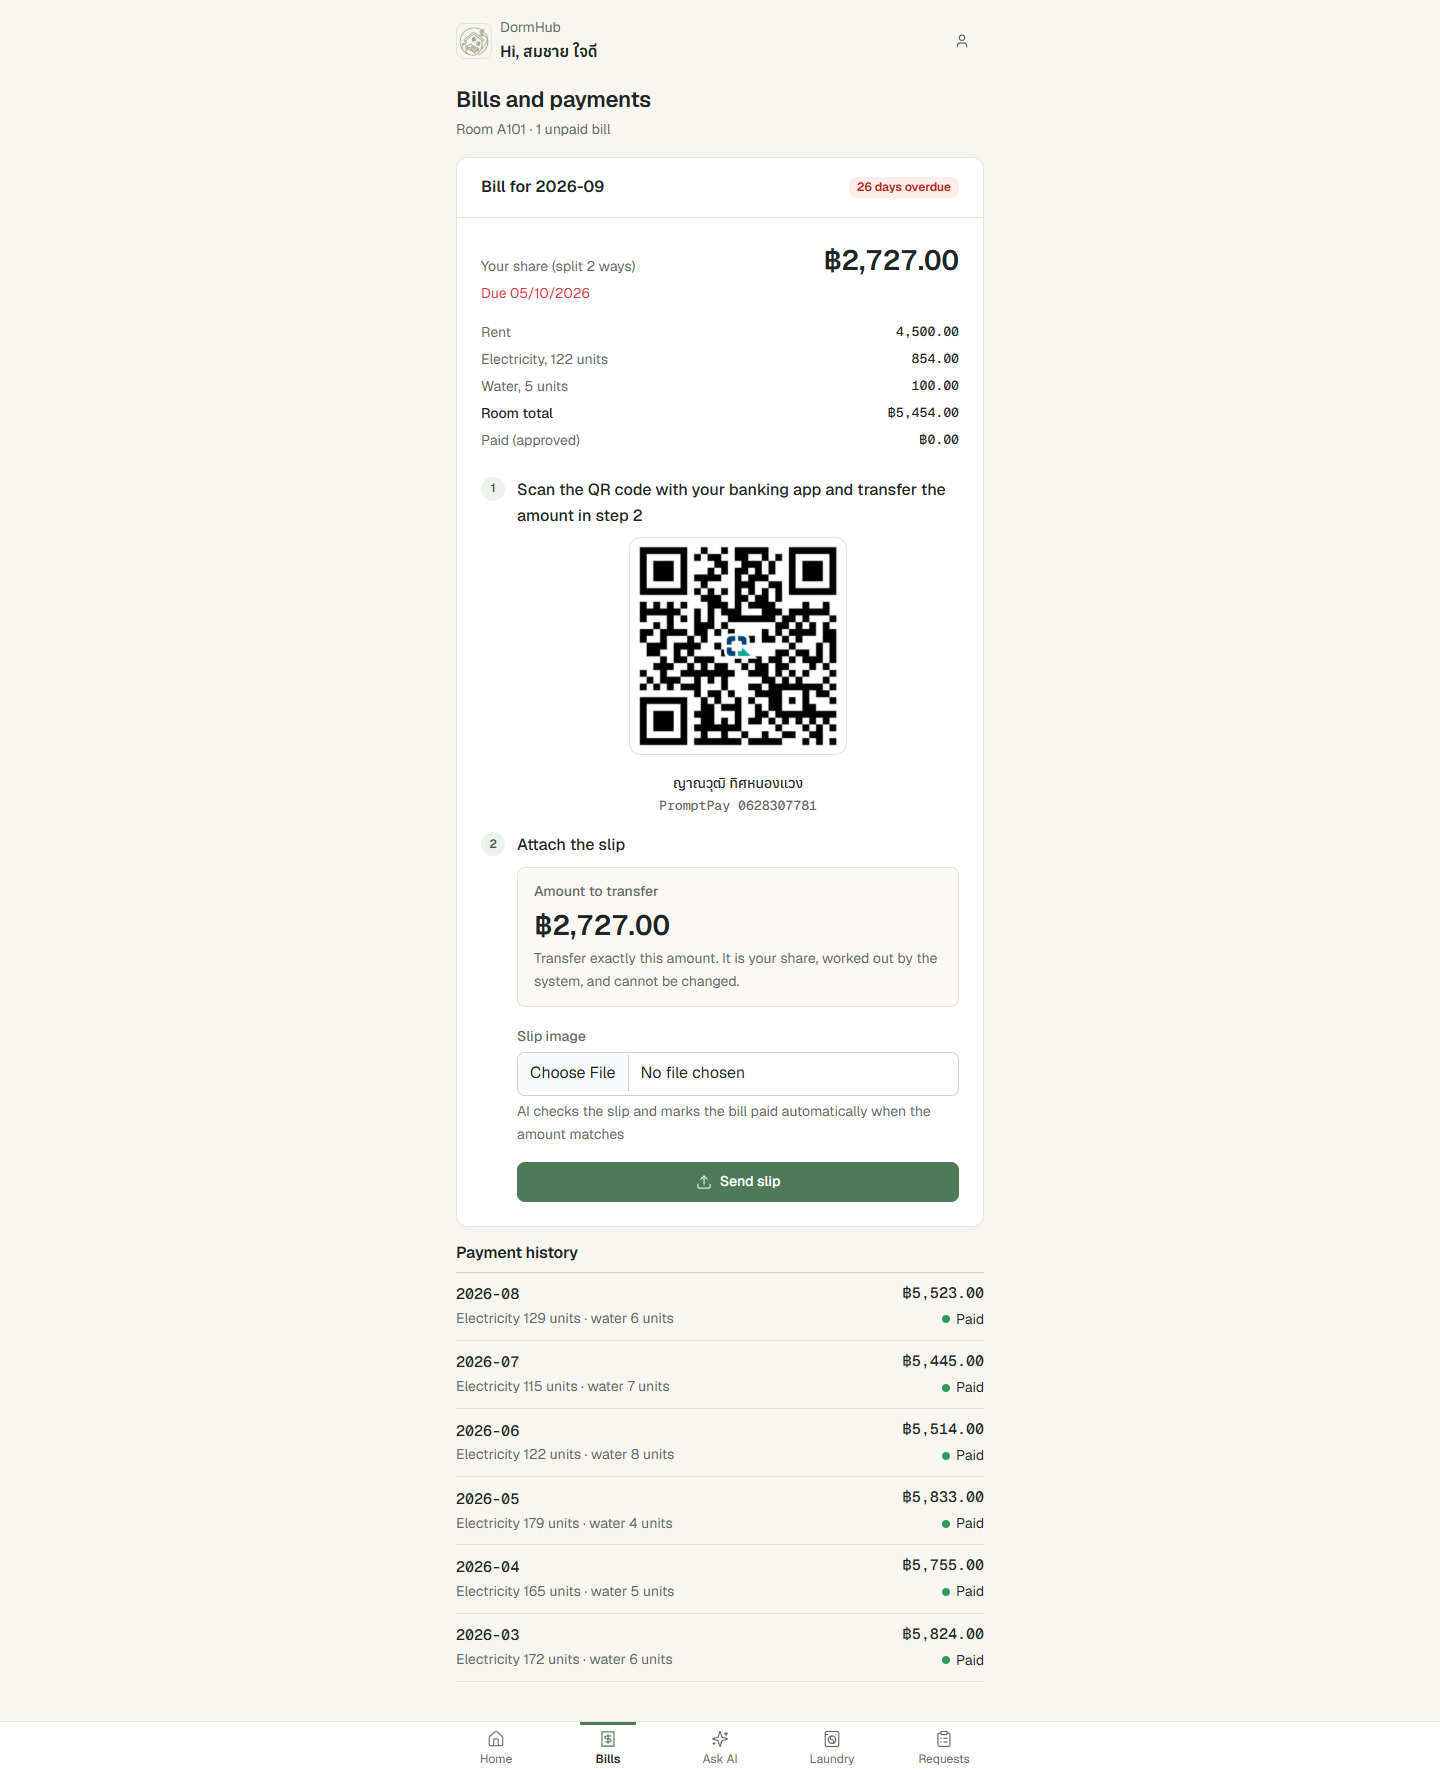 DormHub
Hi, สมชาย ใจดี
Bills and payments
Room A101 · 1 unpaid bill
Bill for 2026-09
26 days overdue
Your share (split 2 ways)
฿2,727.00
Due 05/10/2026
Rent
4,500.00
Electricity, 122 units
854.00
Water, 5 units
100.00
Room total
฿5,454.00
Paid (approved)
฿0.00
1
Scan the QR code with your banking app and transfer the
amount in step 2
ญาณวุฒิ ทิศหนองแวง
PromptPay 0628307781
2
Attach the slip
Amount to transfer
฿2,727.00
Transfer exactly this amount. It is your share, worked out by the
system, and cannot be changed.
Slip image
Choose File
No file chosen
AI checks the slip and marks the bill paid automatically when the
amount matches
Send slip
Payment history
2026-08
฿5,523.00
Electricity 129 units · water 6 units
Paid
2026-07
฿5,445.00
Electricity 115 units · water 7 units
Paid
2026-06
฿5,514.00
Electricity 122 units · water 8 units
Paid
2026-05
฿5,833.00
Electricity 179 units · water 4 units
Paid
2026-04
฿5,755.00
Electricity 165 units · water 5 units
Paid
2026-03
฿5,824.00
Electricity 172 units · water 6 units
Paid
Home
Bills
Ask AI
Laundry
Requests